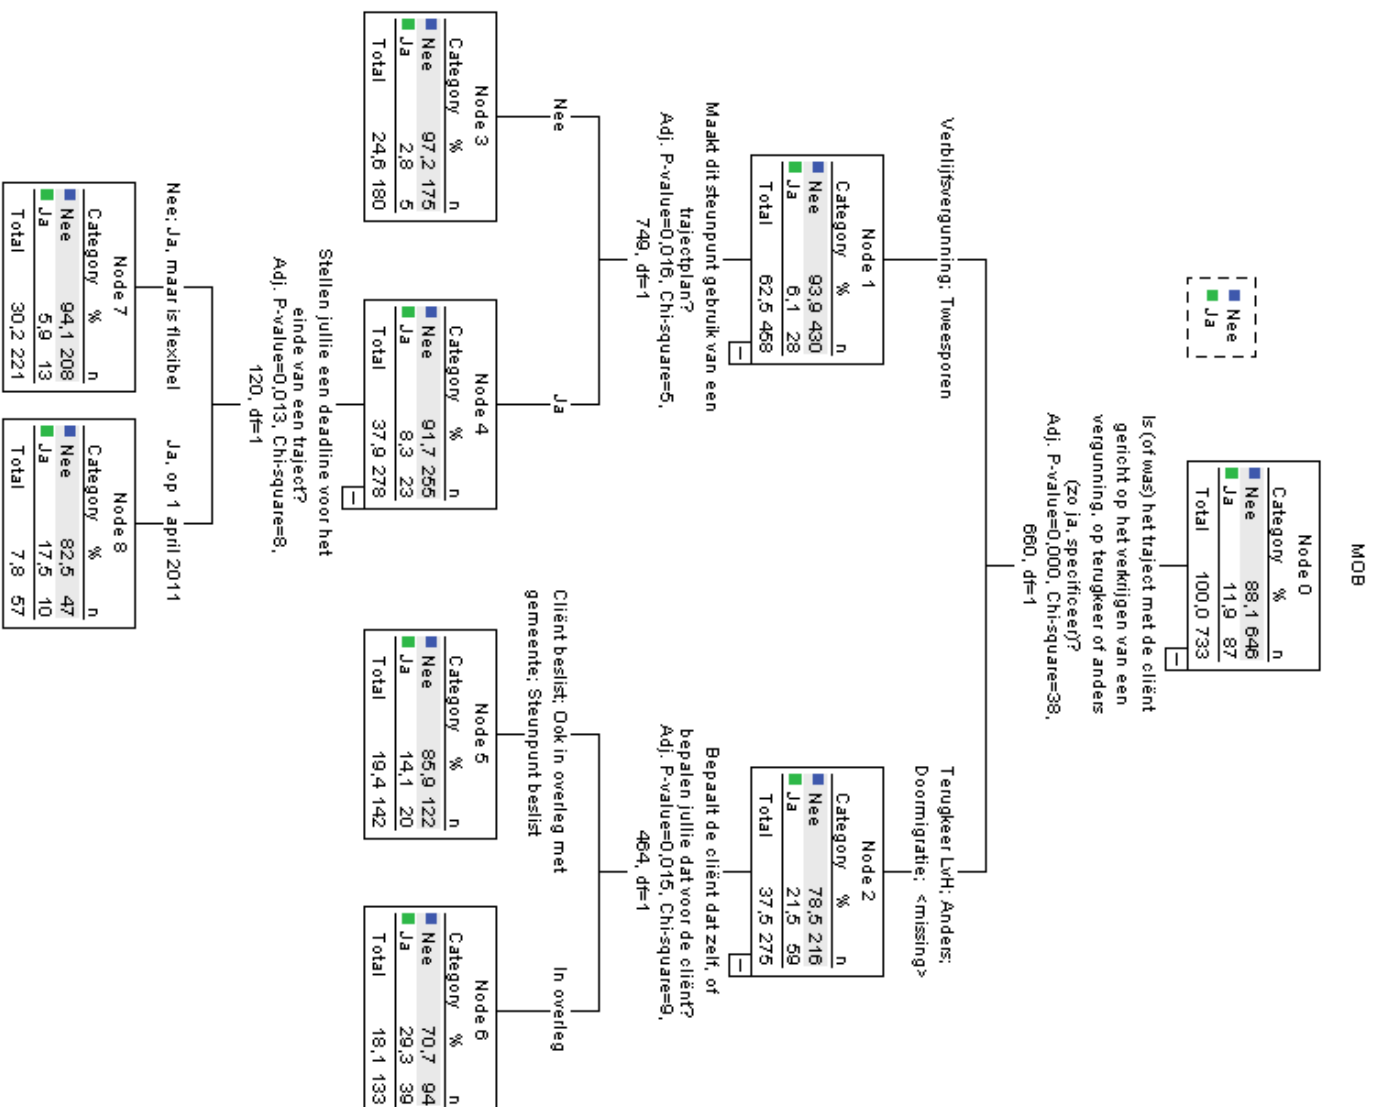 MOB
Nee
Ja
Node 0
Category % n
Nee 88,1 646
Ja 11,9 87
Total 100,0 733
Is (of was) het traject met de cliënt
gericht op het verkrijgen van een
vergunning, op terugkeer of anders
(zo ja, specificeer)?
Adj. P-value=0,000, Chi-square=38,
660, df=1
Verblijfsvergunning; Tweesporen
Terugkeer LvH; Anders;
Doormigratie; <missing>
Node 1
Category % n
Nee 93,9 430
Ja 6,1 28
Total 62,5 458
Node 2
Category % n
Nee 78,5 216
Ja 21,5 59
Total 37,5 275
Maakt dit steunpunt gebruik van een
trajectplan?
Adj. P-value=0,016, Chi-square=5,
749, df=1
Bepaalt de cliënt dat zelf, of
bepalen jullie dat voor de cliënt?
Adj. P-value=0,015, Chi-square=9,
464, df=1
Nee
Ja
Cliënt beslist; Ook in overleg met
gemeente; Steunpunt beslist
In overleg
Node 3
Category % n
Nee 97,2 175
Ja 2,8 5
Total 24,6 180
Node 4
Category % n
Nee 91,7 255
Ja 8,3 23
Total 37,9 278
Node 5
Category % n
Nee 85,9 122
Ja 14,1 20
Total 19,4 142
Node 6
Category % n
Nee 70,7 94
Ja 29,3 39
Total 18,1 133
Stellen jullie een deadline voor het
einde van een traject?
Adj. P-value=0,013, Chi-square=8,
120, df=1
Nee; Ja, maar is flexibel
Ja, op 1 april 2011
Node 7
Category % n
Nee 94,1 208
Ja 5,9 13
Total 30,2 221
Node 8
Category % n
Nee 82,5 47
Ja 17,5 10
Total 7,8 57